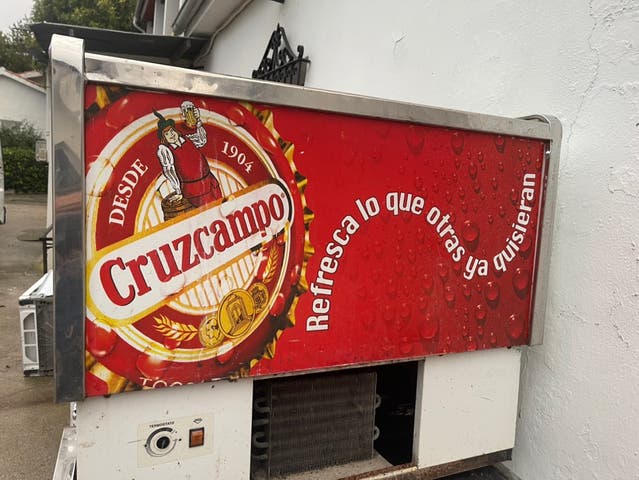 DESDE 1904
Cruzcampo
Refresca lo que otras ya quisieran
TERMOSTATO